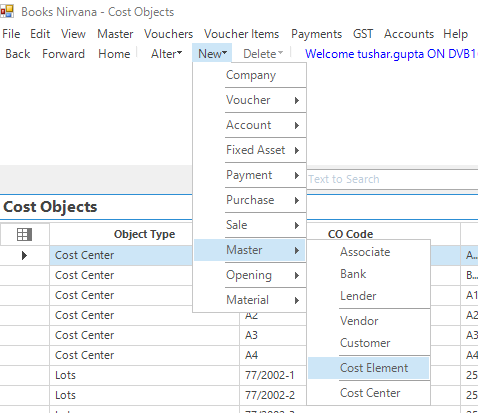 Books Nirvana - Cost Objects
File Edit View Master Vouchers Voucher Items Payments GST Accounts Help
Back Forward Home Alter New Delete Welcome tushar.gupta ON DVB1
Company
Voucher
Account
Fixed Asset
Payment
Text to Search
Purchase
Cost Objects
Sale
Object Type CO Code
Cost Center Master Associate A...
Cost Center Opening Bank B...
Cost Center Material Lender A1
Cost Center A2 Vendor A2
Cost Center A3 Customer A3
Cost Center A4 Cost Element A4
Lots 77/2002-1 Cost Center 25
Lots 77/2002-2 25